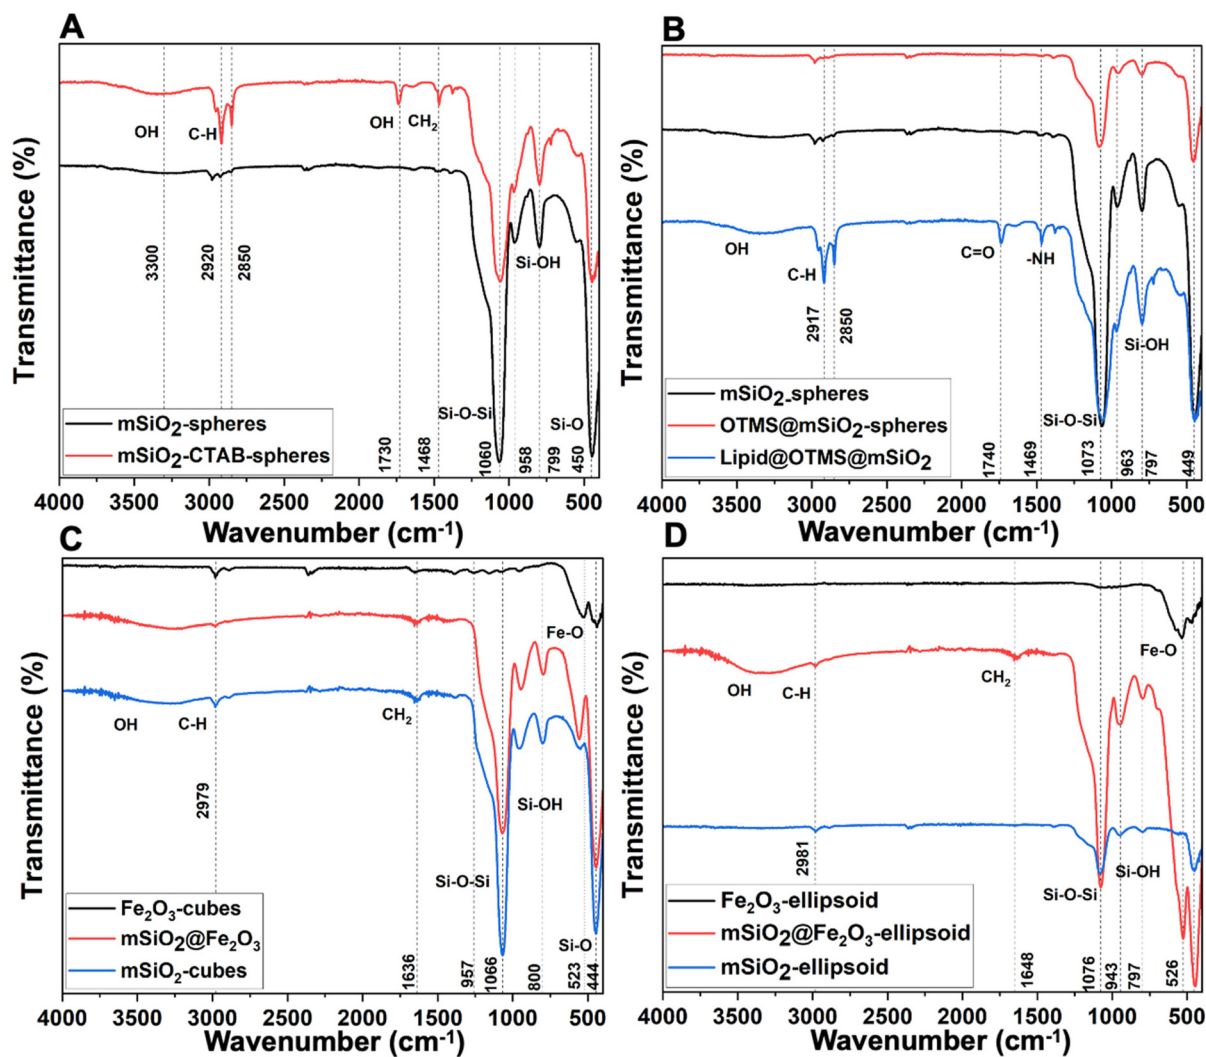 A
Transmittance (%)
OH
C-H
OH
CH2
3300
2920
2850
Si-OH
Si-O-Si
Si-O
mSiO2-spheres
mSiO2-CTAB-spheres
1730
1468
1060
958
799
450
4000 3500 3000 2500 2000 1500 1000 500
Wavenumber (cm-1)
B
Transmittance (%)
OH
C-H
C=O
-NH
2917
2850
Si-OH
Si-O-Si
mSiO2-spheres
OTMS@mSiO2-spheres
Lipid@OTMS@mSiO2
1740
1469
1073
963
797
449
4000 3500 3000 2500 2000 1500 1000 500
Wavenumber (cm-1)
C
Transmittance (%)
Fe-O
OH
C-H
CH2
2979
Si-OH
Si-O-Si
Si-O
Fe2O3-cubes
mSiO2@Fe2O3
mSiO2-cubes
1636
957
1066
800
523
444
4000 3500 3000 2500 2000 1500 1000 500
Wavenumber (cm-1)
D
Transmittance (%)
Fe-O
OH
C-H
CH2
2981
Si-OH
Si-O-Si
Fe2O3-ellipsoid
mSiO2@Fe2O3-ellipsoid
mSiO2-ellipsoid
1648
1076
943
797
526
4000 3500 3000 2500 2000 1500 1000 500
Wavenumber (cm-1)